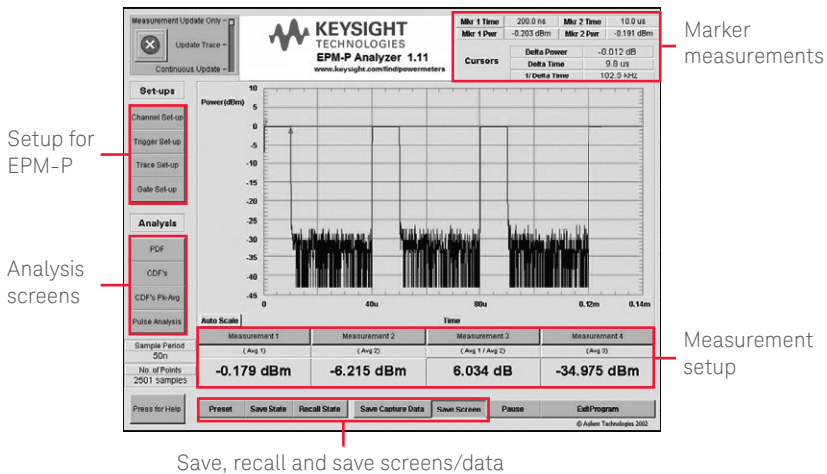 Measurement Update Only -
Update Trace -
Continuous Update -
KEYSIGHT
TECHNOLOGIES
EPM-P Analyzer 1.11
www.keysight.com/find/powermeters
Mkr 1 Time 200.0 ns Mkr 2 Time 10.0 us
Mkr 1 Pwr -0.203 dBm Mkr 2 Pwr -0.191 dBm
Cursors
Delta Power -0.012 dB
Delta Time 9.8 us
1/ Delta Time 102.5 kHz
Marker
measurements
Set-ups
Channel Set-up
Trigger Set-up
Trace Set-up
Gate Set-up
Setup for
EPM-P
Analysis
PDF
CDF's
CDF's Pk-Avg
Pulse Analysis
Analysis
screens
Sample Period
50n
No. of Points
2501 samples
Press for Help
Power(dBm)
10
5
0
-5
-10
-15
-20
-25
-30
-35
-40
-45
0 40u 80u 0.12m 0.14m
Auto Scale
Time
Measurement 1 Measurement 2 Measurement 3 Measurement 4
( Avg 1) ( Avg 2) ( Avg 1 / Avg 2) ( Avg 3)
-0.179 dBm -6.215 dBm 6.034 dB -34.975 dBm
Measurement
setup
Preset Save State Recall State Save Capture Data Save Screen Pause Exit Program
© Agilent Technologies 2002
Save, recall and save screens/data